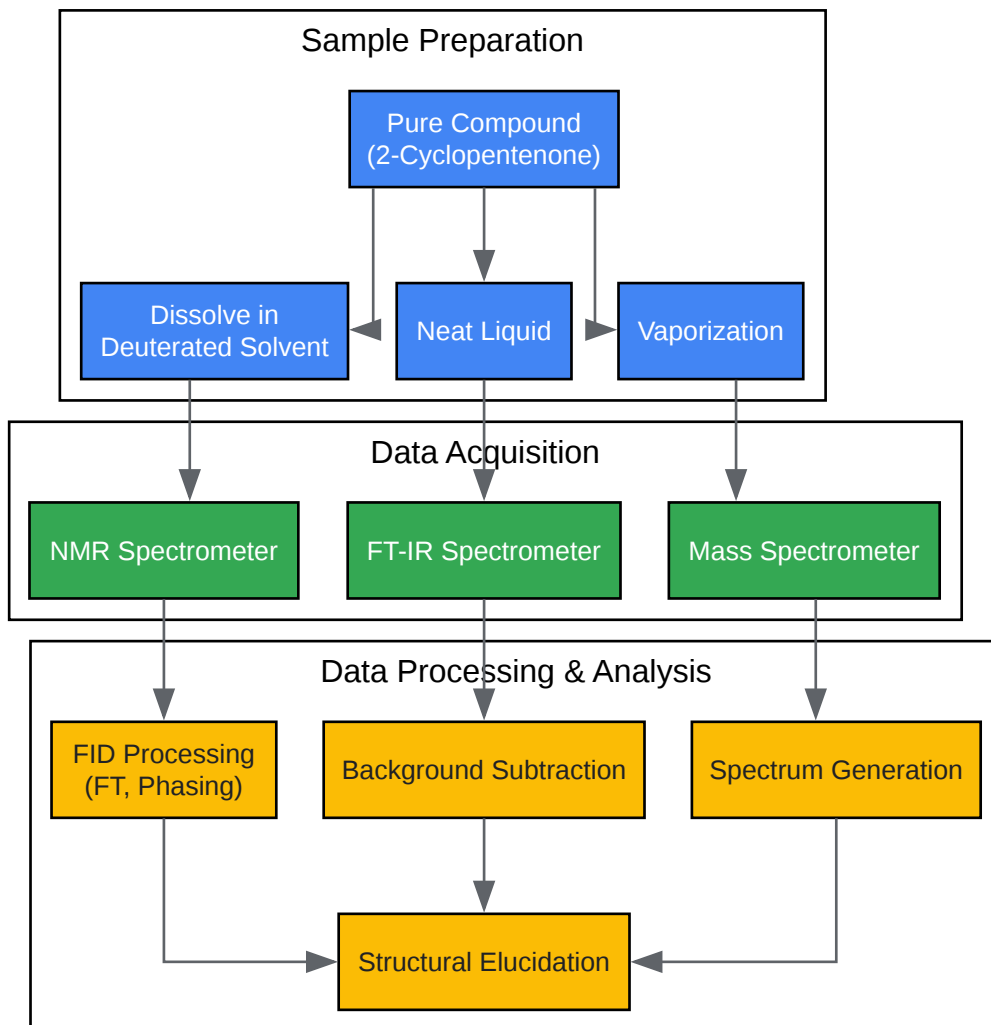 Sample Preparation
Pure Compound
(2-Cyclopentenone)
Dissolve in
Deuterated Solvent
Neat Liquid
Vaporization
Data Acquisition
NMR Spectrometer
FT-IR Spectrometer
Mass Spectrometer
Data Processing & Analysis
FID Processing
(FT, Phasing)
Background Subtraction
Spectrum Generation
Structural Elucidation